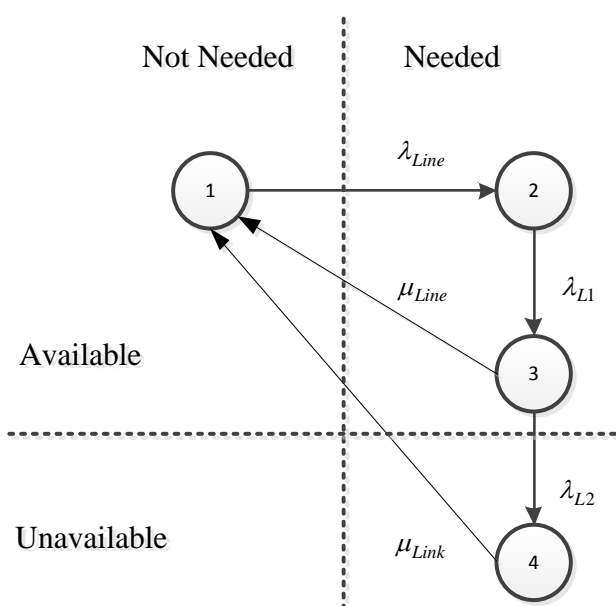 Not Needed
Needed
λLine
1
2
μLine
λL1
Available
3
λL2
Unavailable
μLink
4